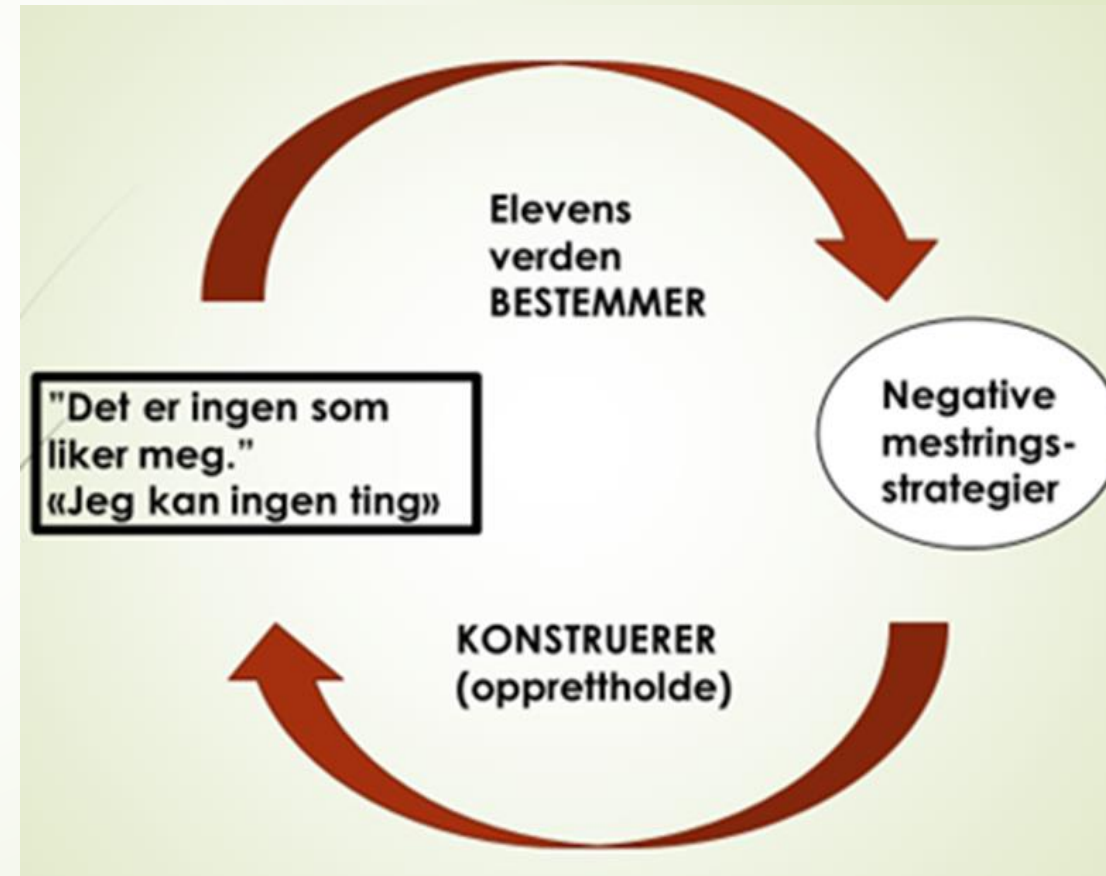 Elevens
verden
BESTEMMER
"Det er ingen som
liker meg."
«Jeg kan ingen ting»
Negative
mestrings-
strategier
KONSTRUERER
(opprettholde)